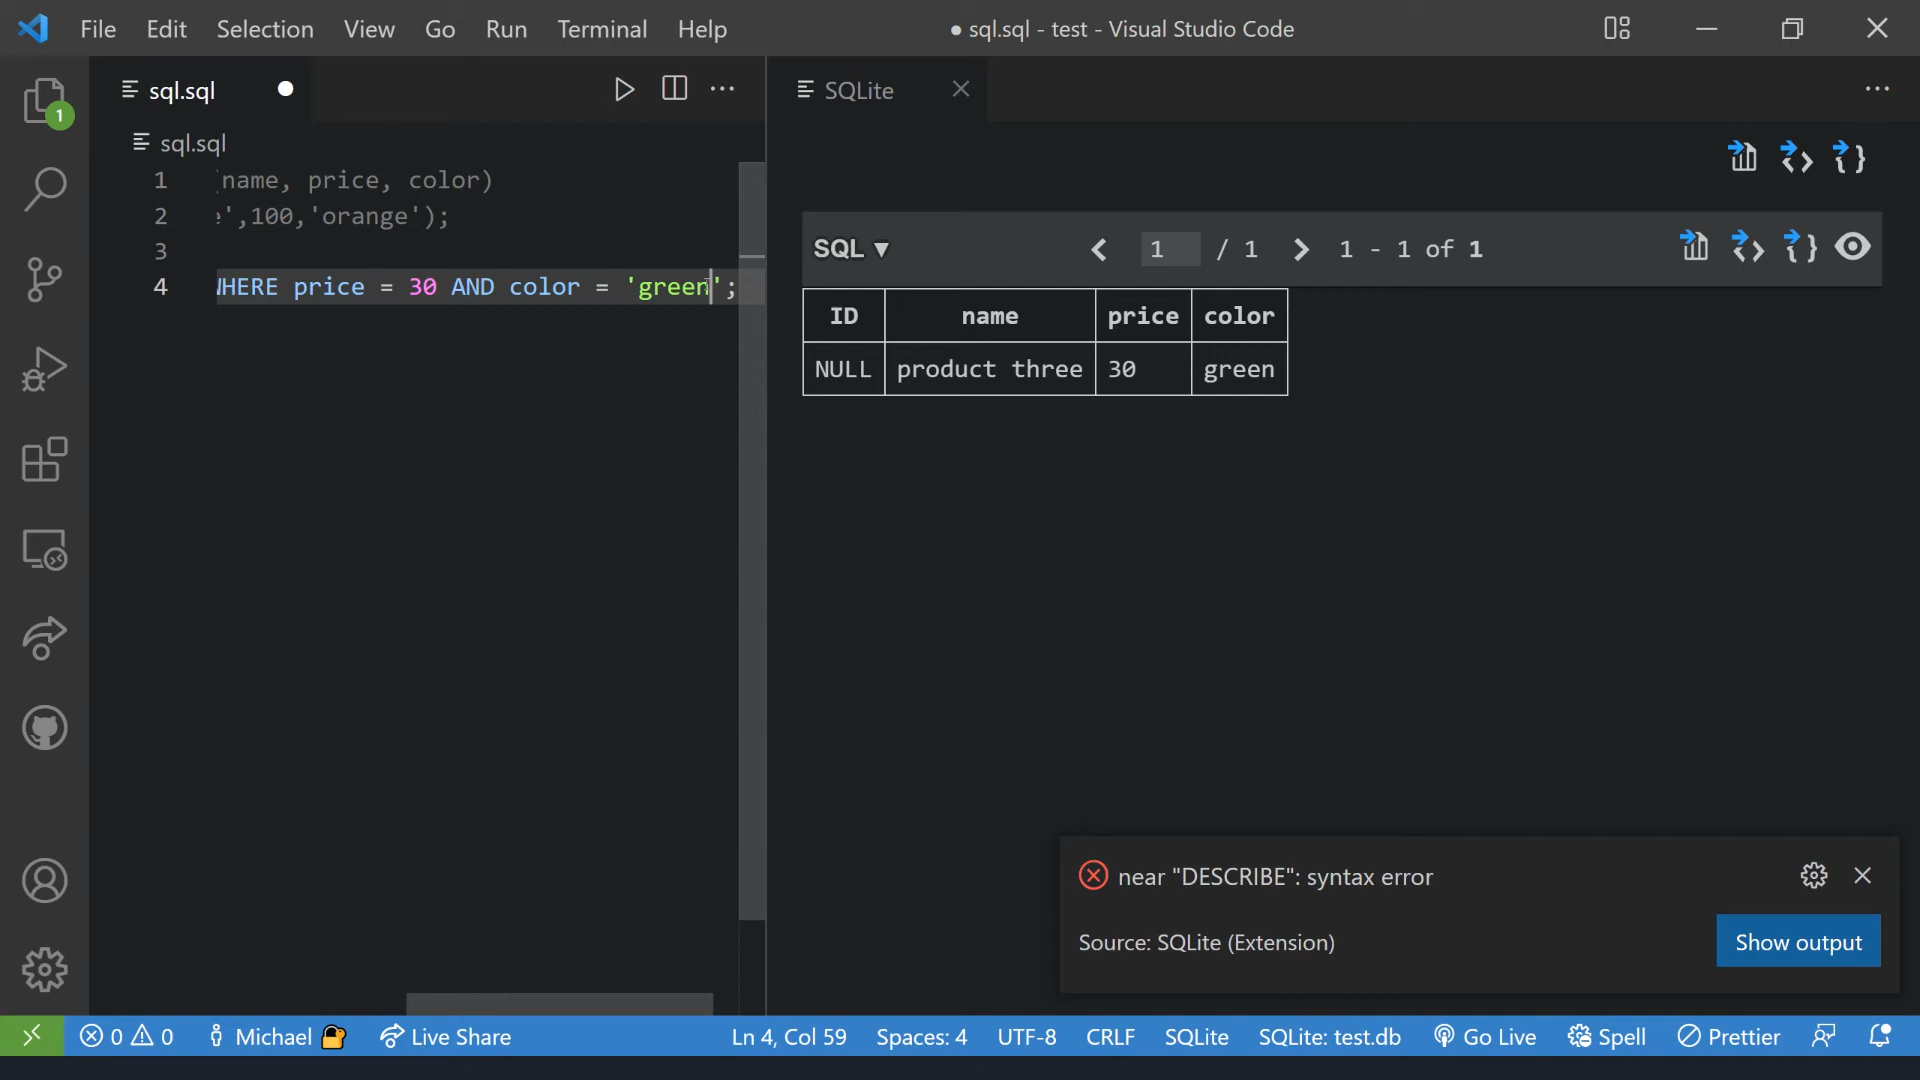 File Edit Selection View Go Run Terminal Help
● sql.sql - test - Visual Studio Code
sql.sql
SQLite
1
sql.sql
1 (name, price, color)
2 e',100,'orange');
3
4 WHERE price = 30 AND color = 'green';
SQL ▼ 1 / 1 1 - 1 of 1
ID name price color
NULL product three 30 green
near "DESCRIBE": syntax error
Source: SQLite (Extension)
Show output
0 0 Michael Live Share Ln 4, Col 59 Spaces: 4 UTF-8 CRLF SQLite SQLite: test.db Go Live Spell Prettier